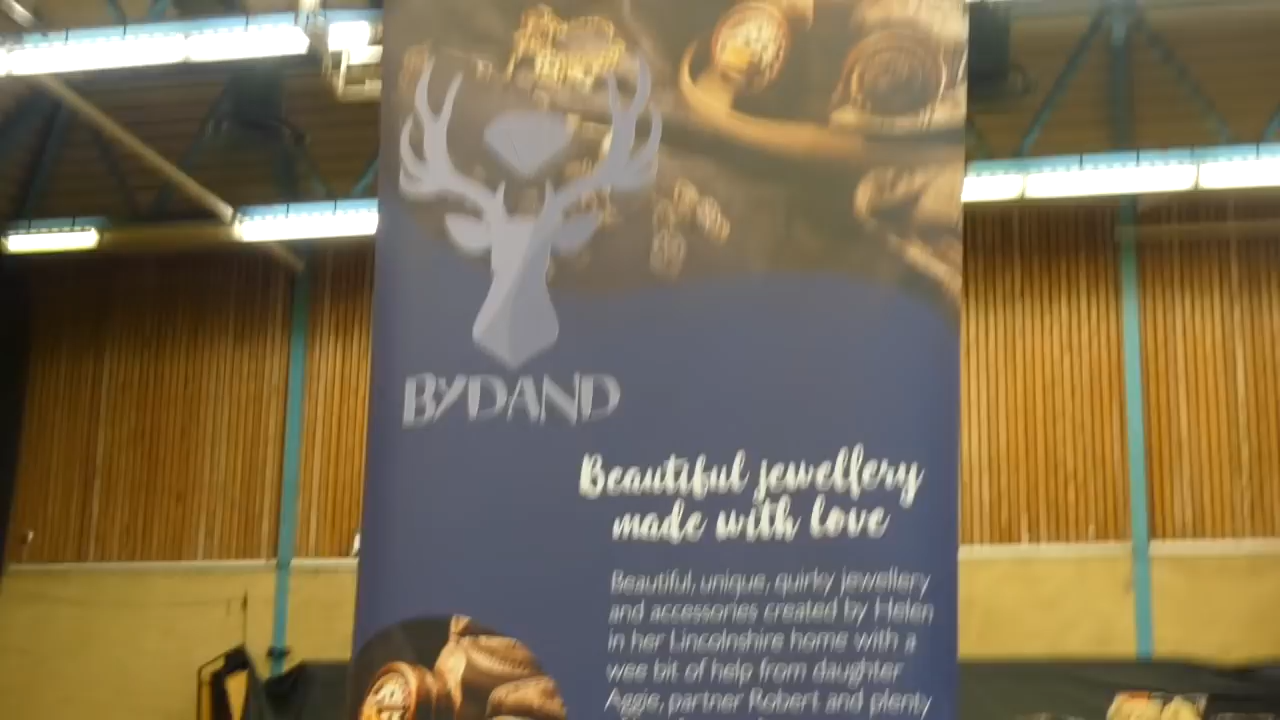 BYDAND
Beautiful jewellery
made with love
Beautiful, unique, quirky jewellery
and accessories created by Helen
in her Lincolnshire home with a
wee bit of help from daughter
Aggie, partner Robert and plenty